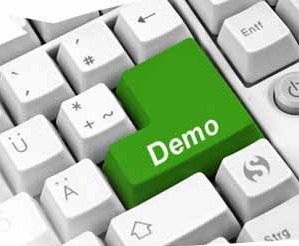 Entf
'
#
*
+ ~
Demo
Ü
Ä
S
Strg